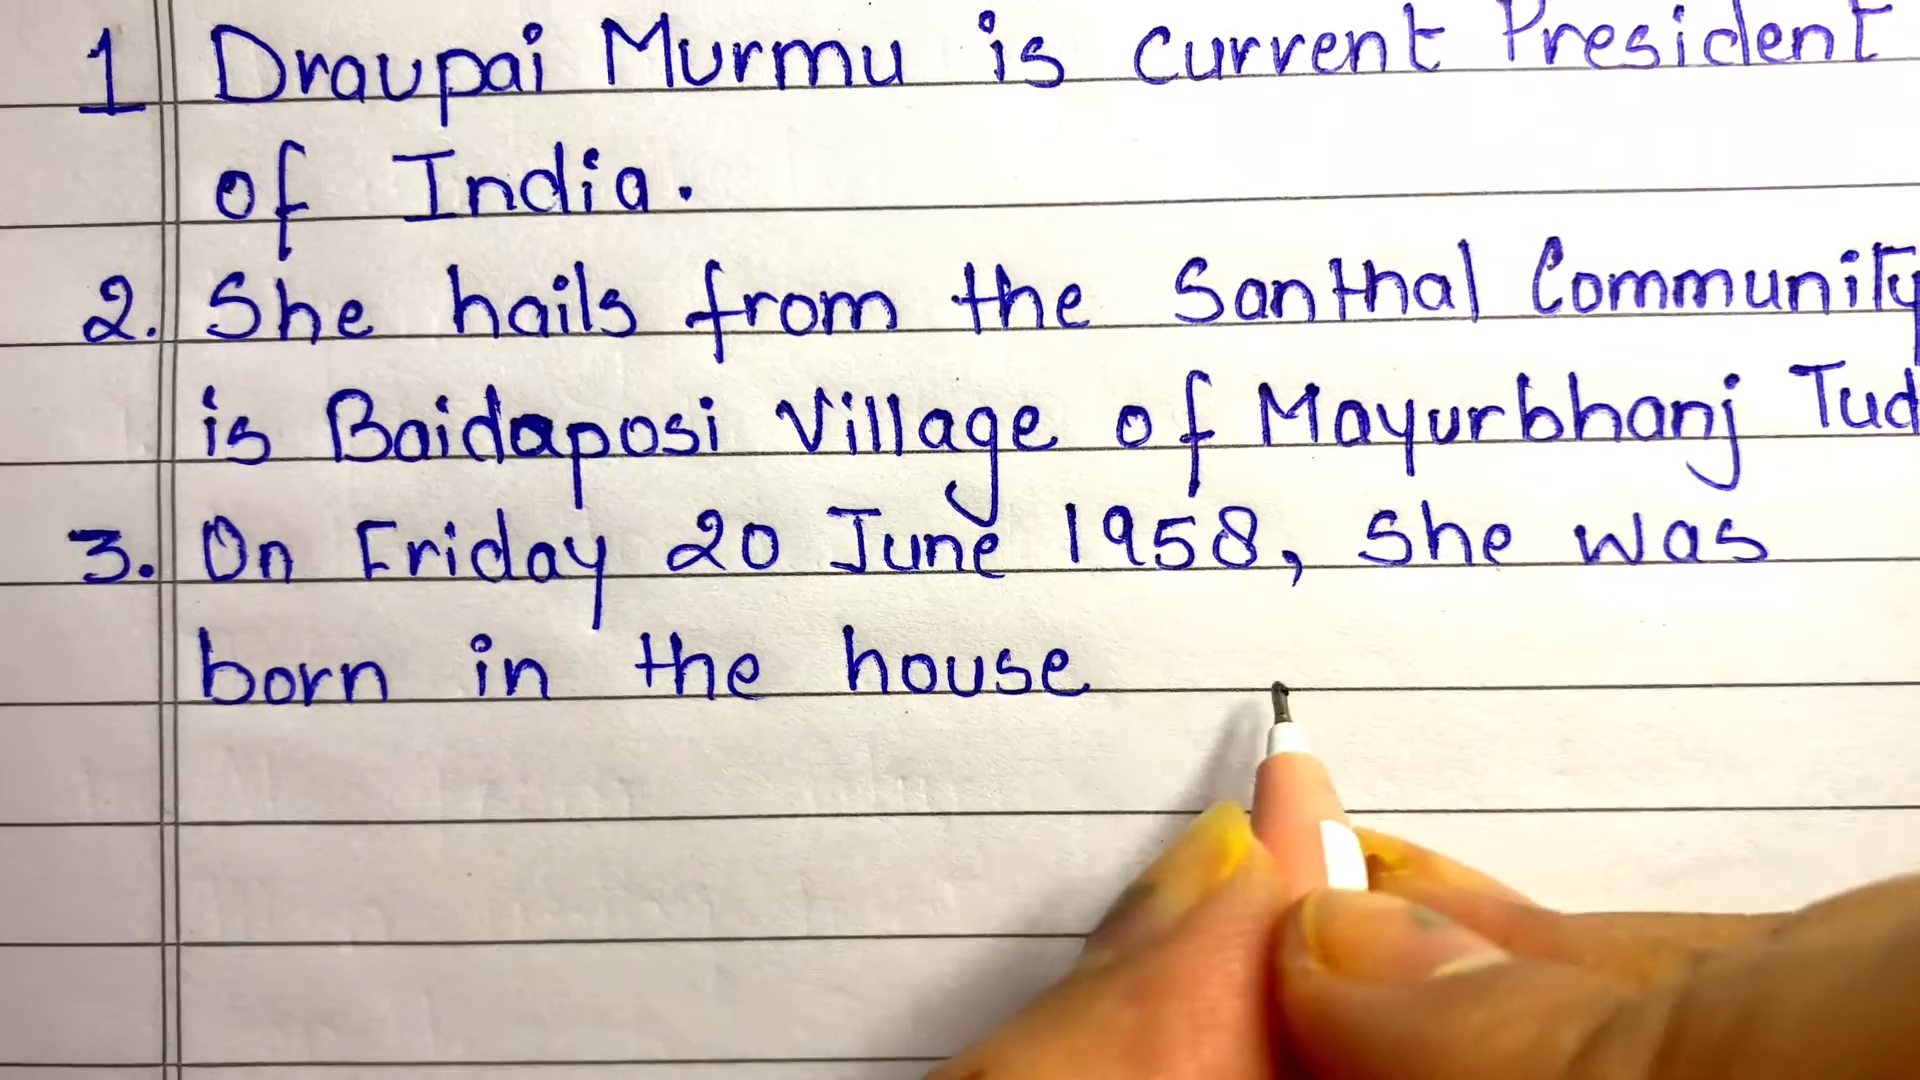 1 Draupai Murmu is current President
of India.
2. She hails from the Santhal Community
is Baidaposi Village of Mayurbhanj Tud
3. On Friday 20 June 1958, she was
born in the house